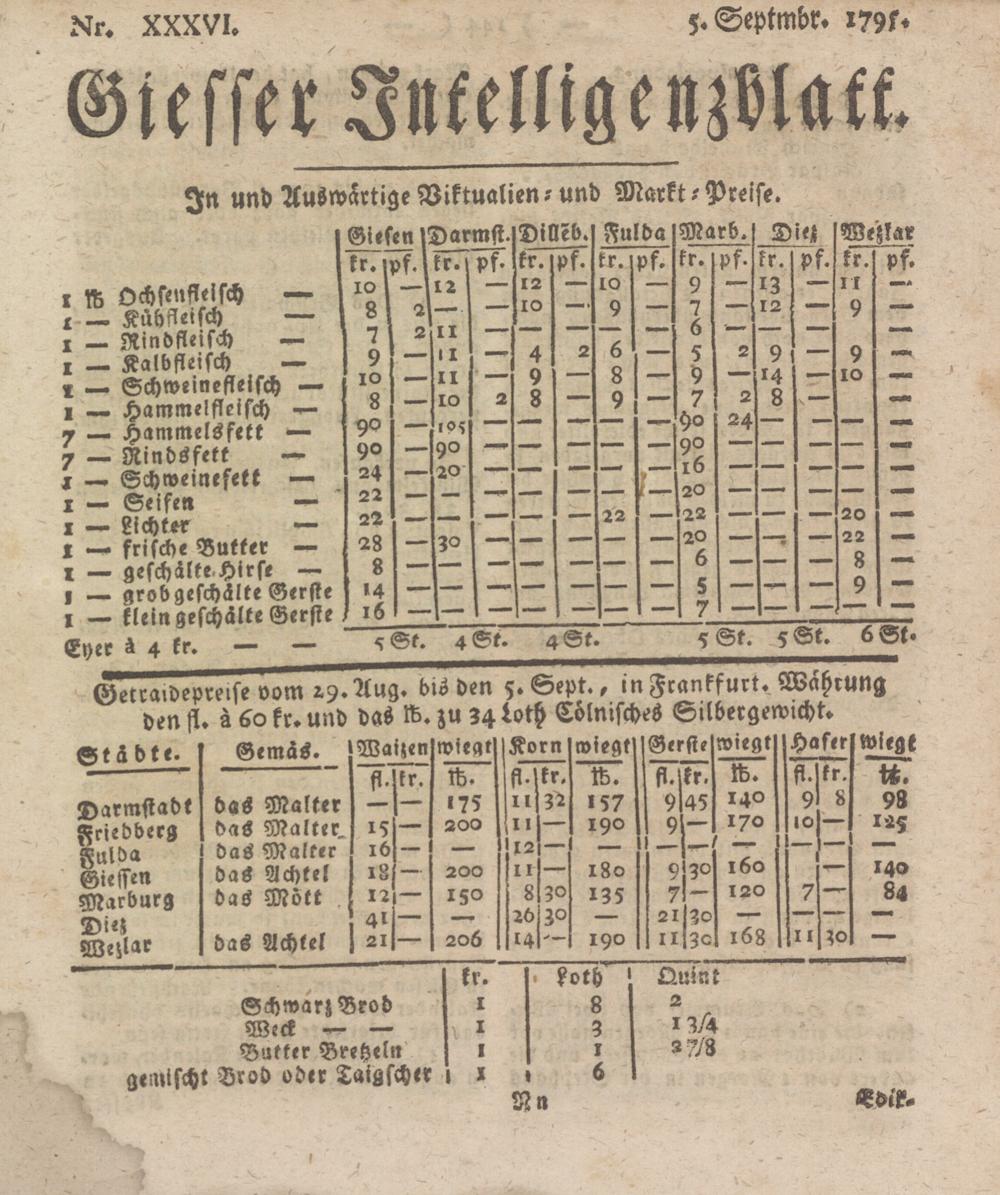 Nr. XXXVI. 5. Septmbr. 1795.
Giesser Intelligenzblatt.
In und Auswärtige Viktualien- und Markt-Preise.
Giesen Darmst. Dilleb. Fulda Marb. Diez Wezlar
kr. pf. kr. pf. kr. pf. kr. pf. kr. pf. kr. pf. kr. pf.
1 ℔ Ochsenfleisch — 10 — 12 — 12 — 10 — 9 — 13 — 11 —
1 — Kühfleisch — 8 2 — — 10 — 9 — 7 — 12 — 9 —
1 — Rindfleisch — 7 2 11 — — — — — 6 — — — — —
1 — Kalbfleisch — 9 — 11 — 4 2 6 — 5 2 9 — 9 —
1 — Schweinefleisch — 10 — 11 — 9 — 8 — 9 — 14 — 10 —
1 — Hammelfleisch — 8 — 10 2 8 — 9 — 7 2 8 — —
7 — Hammelsfett — 90 — 105 — — — — — 90 24 — — — —
7 — Rindsfett — 90 — 90 — — — — — 90 — — — — —
1 — Schweinefett — 24 — 20 — — — — — 16 — — — — —
1 — Seifen — 22 — — — — — — 20 — — — — —
1 — Lichter — 22 — — — — — 22 — 22 — — — 20 —
1 — frische Butter — 28 — 30 — — — — — 20 — — — 22 —
1 — geschälte Hirse — 8 — — — — — — — 6 — — — 8 —
1 — grob geschälte Gerste 14 — — — — — — — 5 — — — 9 —
1 — klein geschälte Gerste 16 — — — — — — — 7 — — — — —
Eyer à 4 kr. — — 5 St. 4 St. 4 St. 5 St. 5 St. 6 St.
Getraidepreise vom 29. Aug. bis den 5. Sept., in Frankfurt. Währung
den fl. à 60 kr. und das ℔. zu 34 Loth Cölnisches Silbergewicht.
Städte. Gemäs. Waizen wiegt Korn wiegt Gerste wiegt Hafer wiegt
fl. kr. ℔. fl. kr. ℔. fl. kr. ℔. fl. kr. ℔.
Darmstadt das Malter — — 175 11 32 157 9 45 140 9 8 98
Friedberg das Malter 15 — 200 11 — 190 9 — 170 10 — 125
Fulda das Malter 16 — — 12 — — — — — — — —
Giessen das Achtel 18 — 200 11 — 180 9 30 160 — 140
Marburg das Mött 12 — 150 8 30 135 7 — 120 7 — 84
Diez 41 — — 26 30 — 21 30 — — — —
Wezlar das Achtel 21 — 206 14 — 190 11 30 168 11 30 —
kr. Loth Quint
Schwarz Brod 1 8 2
Weck — — 1 3 1 3/4
Butter Bretzeln 1 1 2 7/8
gemischt Brod oder Taigscher 1 6
Nn Edik-